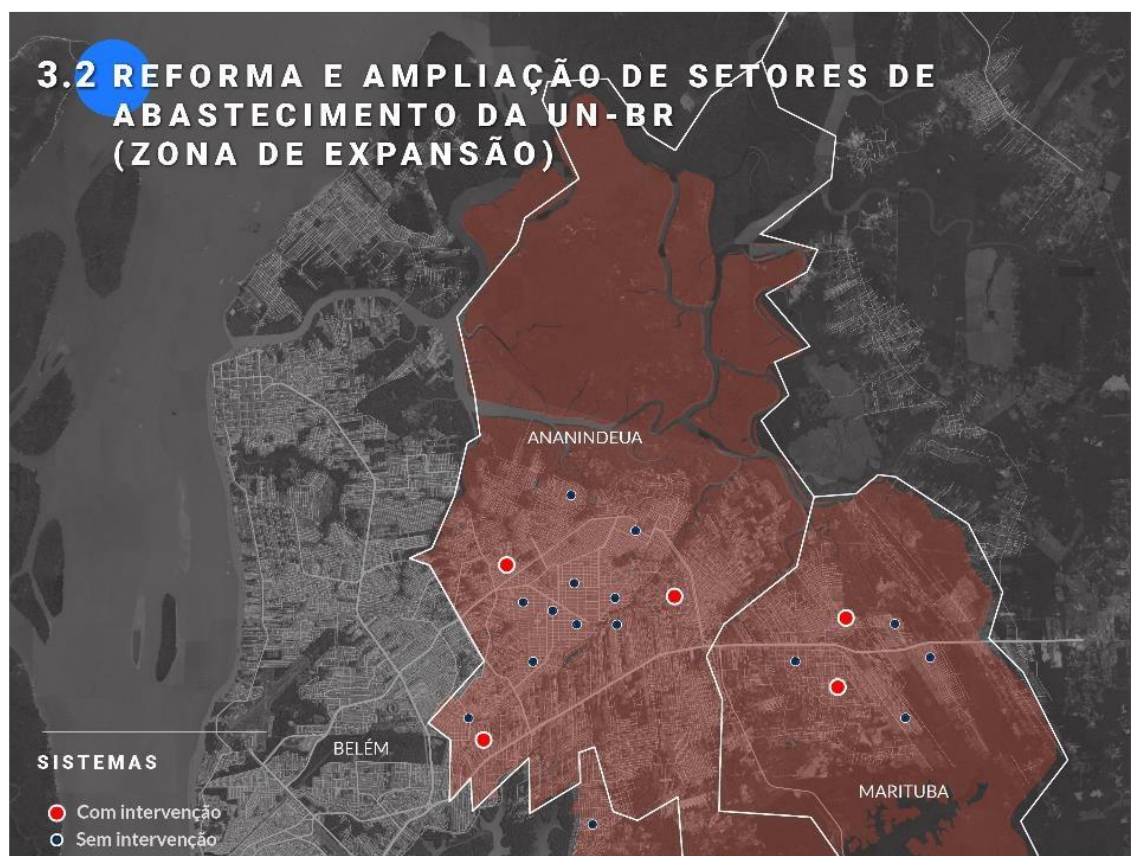 3.2 REFORMA E AMPLIAÇÃO DE SETORES DE
ABASTECIMENTO DA UN-BR
(ZONA DE EXPANSÃO)
ANANINDEUA
BELÉM
MARITUBA
SISTEMAS
Com intervenção
Sem intervenção